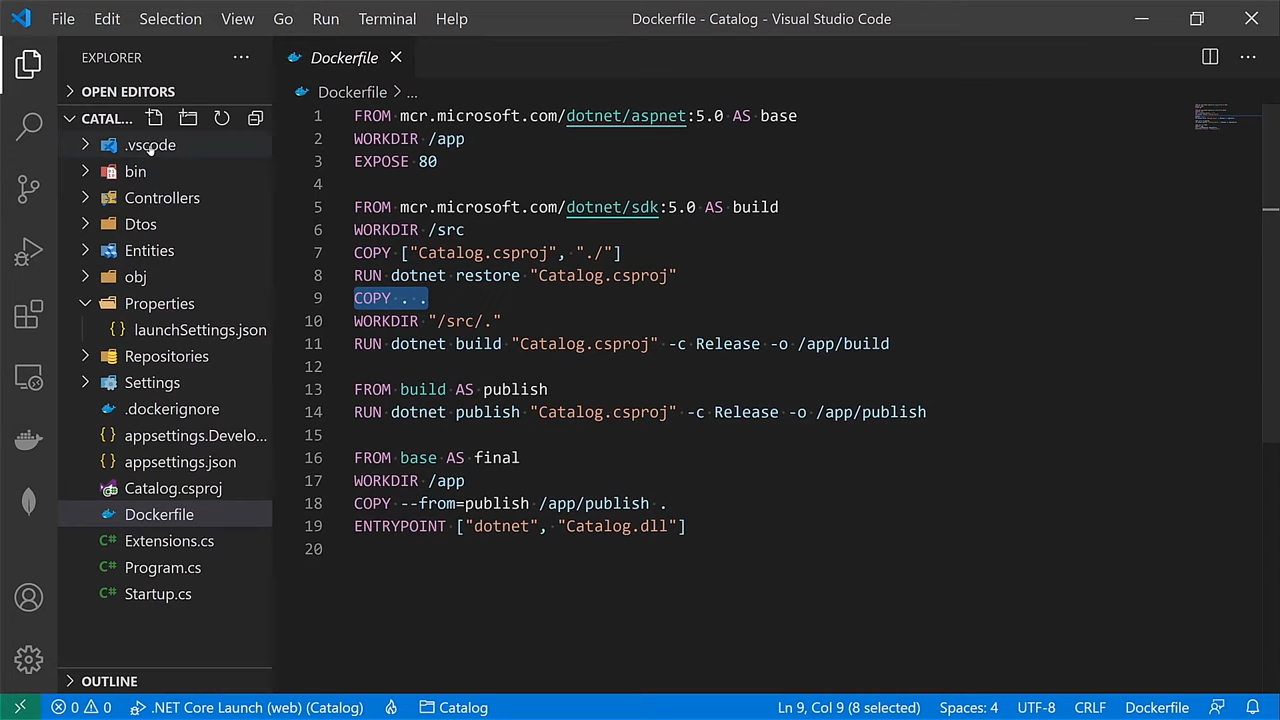 File Edit Selection View Go Run Terminal Help
Dockerfile - Catalog - Visual Studio Code
EXPLORER
OPEN EDITORS
CATAL...
.vscode
bin
Controllers
Dtos
Entities
obj
Properties
launchSettings.json
Repositories
Settings
.dockerignore
appsettings.Develo...
appsettings.json
Catalog.csproj
Dockerfile
Extensions.cs
Program.cs
Startup.cs
OUTLINE
Dockerfile
Dockerfile > ...
1 FROM mcr.microsoft.com/dotnet/aspnet:5.0 AS base
2 WORKDIR /app
3 EXPOSE 80
4
5 FROM mcr.microsoft.com/dotnet/sdk:5.0 AS build
6 WORKDIR /src
7 COPY ["Catalog.csproj", "./"]
8 RUN dotnet restore "Catalog.csproj"
9 COPY . .
10 WORKDIR "/src/."
11 RUN dotnet build "Catalog.csproj" -c Release -o /app/build
12
13 FROM build AS publish
14 RUN dotnet publish "Catalog.csproj" -c Release -o /app/publish
15
16 FROM base AS final
17 WORKDIR /app
18 COPY --from=publish /app/publish .
19 ENTRYPOINT ["dotnet", "Catalog.dll"]
20
0 0 .NET Core Launch (web) (Catalog) Catalog Ln 9, Col 9 (8 selected) Spaces: 4 UTF-8 CRLF Dockerfile